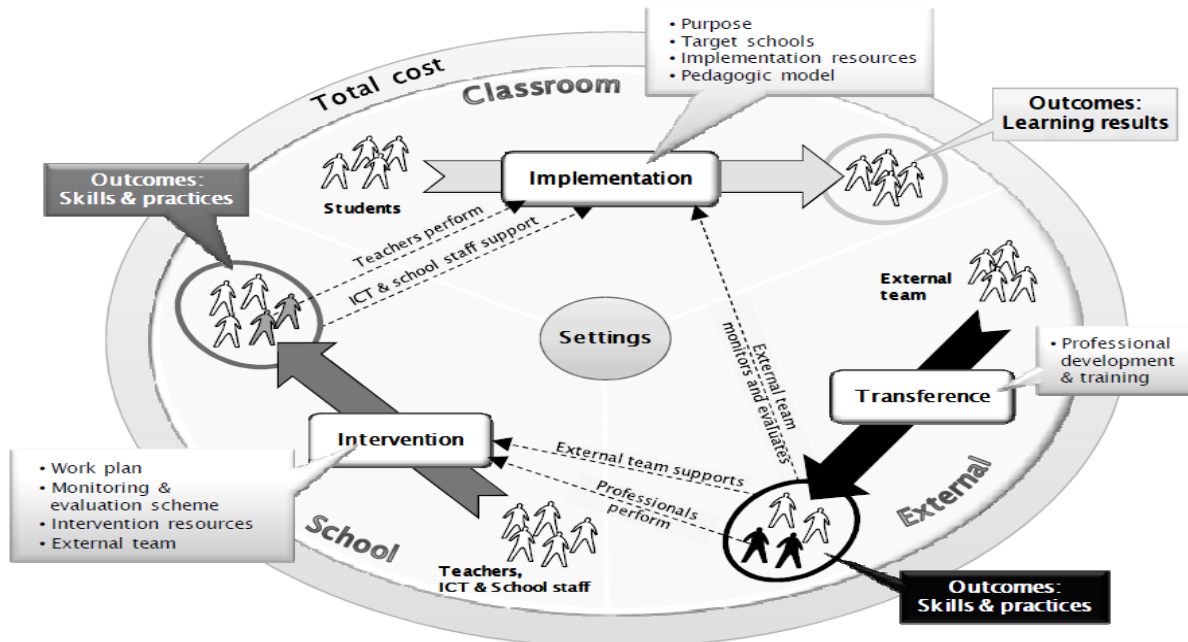 • Purpose
• Target schools
• Implementation resources
• Pedagogic model
Total cost
Classroom
Outcomes:
Learning results
Outcomes:
Skills & practices
Students
Implementation
Teachers perform
ICT & school staff support
External
team
Settings
External team
monitors and evaluates
• Professional
development
& training
Transference
Intervention
External team supports
Professionals
perform
• Work plan
• Monitoring &
evaluation scheme
• Intervention resources
• External team
School
External
Teachers,
ICT & School staff
Outcomes:
Skills & practices